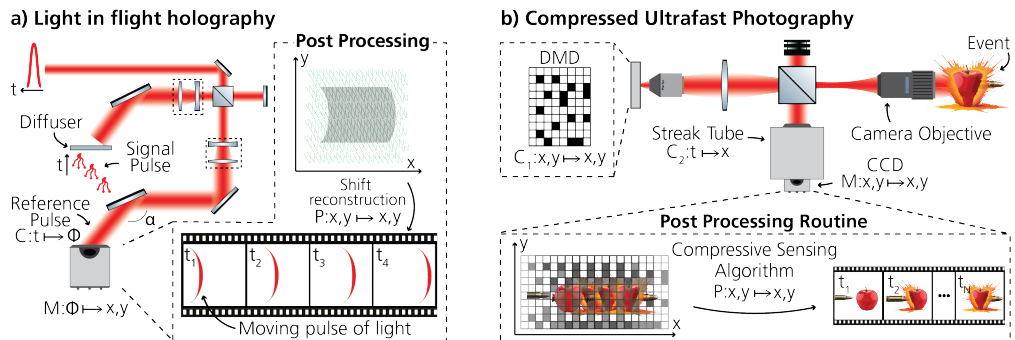 a) Light in flight holography
t
Diffuser
t
Signal
Pulse
Reference
Pulse
C:t ↦ Φ
α
M:Φ ↦ x,y
Post Processing
y
x
Shift
reconstruction
P:x,y ↦ x,y
t1 t2 t3 t4
Moving pulse of light
b) Compressed Ultrafast Photography
DMD
C1:x,y ↦ x,y
Event
Streak Tube
C2:t ↦ x
Camera Objective
CCD
M:x,y ↦ x,y
Post Processing Routine
y
x
Compressive Sensing
Algorithm
P:x,y ↦ x,y
t1 t2 ••• tN